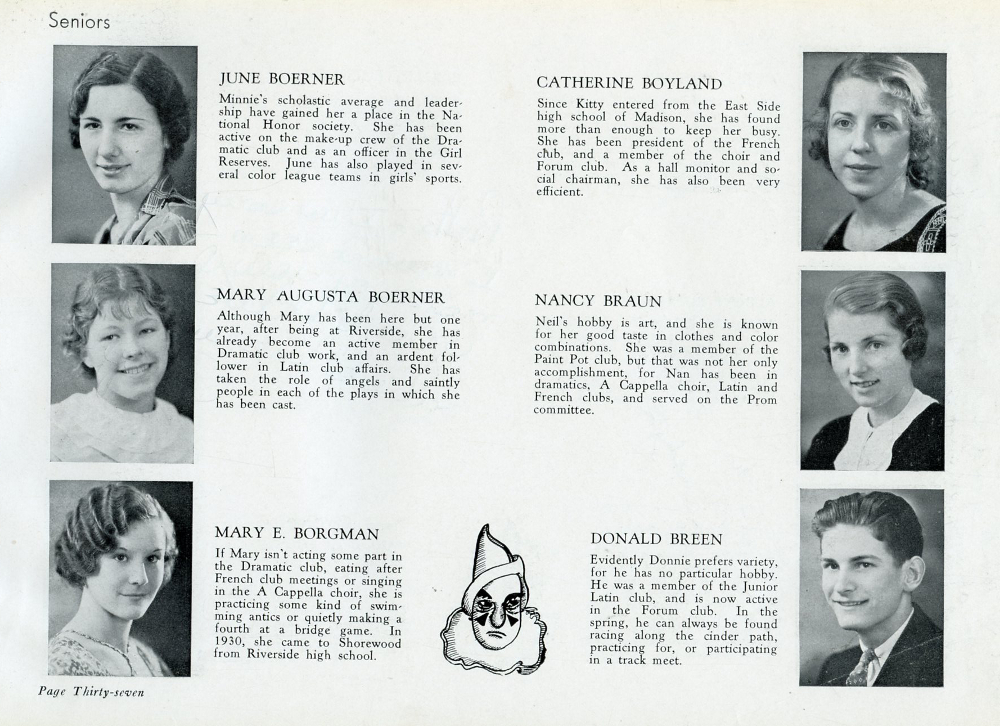 Seniors
JUNE BOERNER
Minnie's scholastic average and leader-
ship have gained her a place in the Na-
tional Honor society. She has been
active on the make-up crew of the Dra-
matic club and as an officer in the Girl
Reserves. June has also played in sev-
eral color league teams in girls' sports.
MARY AUGUSTA BOERNER
Although Mary has been here but one
year, after being at Riverside, she has
already become an active member in
Dramatic club work, and an ardent fol-
lower in Latin club affairs. She has
taken the role of angels and saintly
people in each of the plays in which she
has been cast.
MARY E. BORGMAN
If Mary isn't acting some part in
the Dramatic club, eating after
French club meetings or singing
in the A Cappella choir, she is
practicing some kind of swim-
ming antics or quietly making a
fourth at a bridge game. In
1930, she came to Shorewood
from Riverside high school.
CATHERINE BOYLAND
Since Kitty entered from the East Side
high school of Madison, she has found
more than enough to keep her busy.
She has been president of the French
club, and a member of the choir and
Forum club. As a hall monitor and so-
cial chairman, she has also been very
efficient.
NANCY BRAUN
Neil's hobby is art, and she is known
for her good taste in clothes and color
combinations. She was a member of the
Paint Pot club, but that was not her only
accomplishment, for Nan has been in
dramatics, A Cappella choir, Latin and
French clubs, and served on the Prom
committee.
DONALD BREEN
Evidently Donnie prefers variety,
for he has no particular hobby.
He was a member of the Junior
Latin club, and is now active
in the Forum club. In the
spring, he can always be found
racing along the cinder path,
practicing for, or participating
in a track meet.
Page Thirty-seven